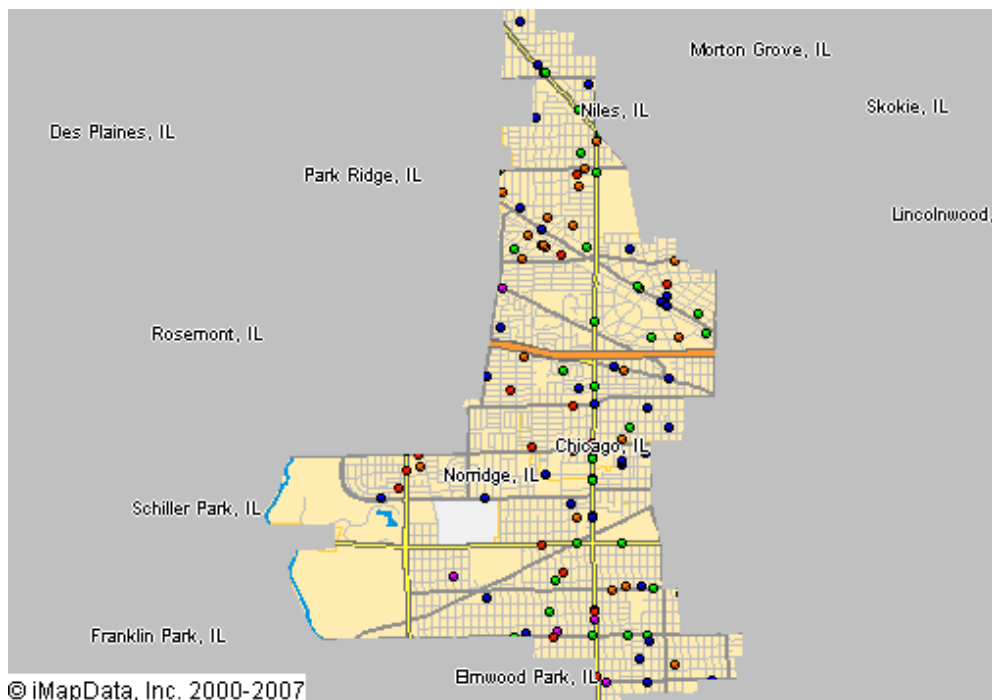 Morton Grove, IL
Niles, IL
Skokie, IL
Des Plaines, IL
Park Ridge, IL
Lincolnwood,
Rosemont, IL
Chicago, IL
Norridge, IL
Schiller Park, IL
Franklin Park, IL
Elmwood Park, IL
© iMapData, Inc. 2000-2007